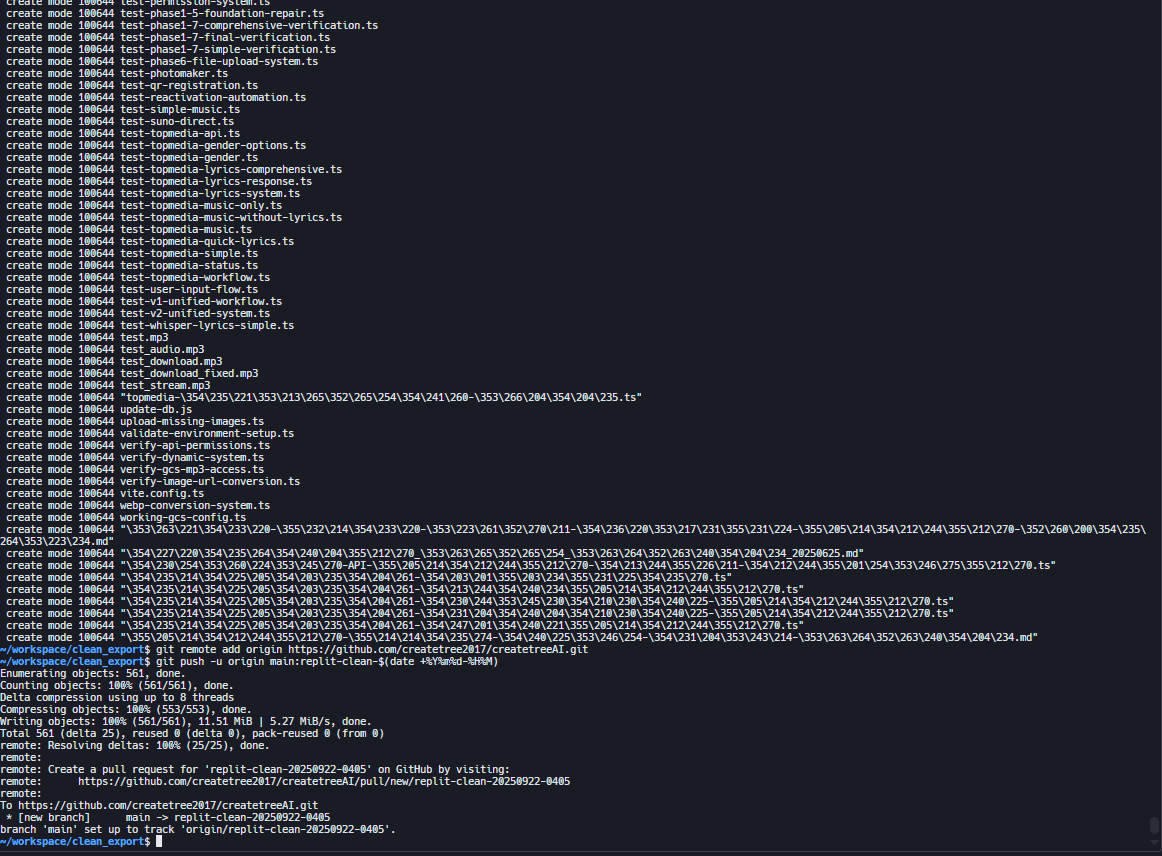 create mode 100644 test-permission-system.ts
create mode 100644 test-phase1-5-foundation-repair.ts
create mode 100644 test-phase1-7-comprehensive-verification.ts
create mode 100644 test-phase1-7-final-verification.ts
create mode 100644 test-phase1-7-simple-verification.ts
create mode 100644 test-phase6-file-upload-system.ts
create mode 100644 test-photomaker.ts
create mode 100644 test-qr-registration.ts
create mode 100644 test-reactivation-automation.ts
create mode 100644 test-simple-music.ts
create mode 100644 test-suno-direct.ts
create mode 100644 test-topmedia-api.ts
create mode 100644 test-topmedia-gender-options.ts
create mode 100644 test-topmedia-gender.ts
create mode 100644 test-topmedia-lyrics-comprehensive.ts
create mode 100644 test-topmedia-lyrics-response.ts
create mode 100644 test-topmedia-lyrics-system.ts
create mode 100644 test-topmedia-music-only.ts
create mode 100644 test-topmedia-music-without-lyrics.ts
create mode 100644 test-topmedia-music.ts
create mode 100644 test-topmedia-quick-lyrics.ts
create mode 100644 test-topmedia-simple.ts
create mode 100644 test-topmedia-status.ts
create mode 100644 test-topmedia-workflow.ts
create mode 100644 test-user-input-flow.ts
create mode 100644 test-v1-unified-workflow.ts
create mode 100644 test-v2-unified-system.ts
create mode 100644 test-whisper-lyrics-simple.ts
create mode 100644 test.mp3
create mode 100644 test_audio.mp3
create mode 100644 test_download.mp3
create mode 100644 test_download_fixed.mp3
create mode 100644 test_stream.mp3
create mode 100644 "topmedia-\354\235\221\353\213\265\352\265\254\354\241\260-\353\266\204\354\204\235.ts"
create mode 100644 update-db.js
create mode 100644 upload-missing-images.ts
create mode 100644 validate-environment-setup.ts
create mode 100644 verify-api-permissions.ts
create mode 100644 verify-dynamic-system.ts
create mode 100644 verify-gcs-mp3-access.ts
create mode 100644 verify-image-url-conversion.ts
create mode 100644 vite.config.ts
create mode 100644 webp-conversion-system.ts
create mode 100644 working-gcs-config.ts
create mode 100644 "\353\263\221\354\233\220-\355\232\214\354\233\220-\353\223\261\352\270\211-\354\236\220\353\217\231\355\231\224-\355\205\214\354\212\244\355\212\270-\352\260\200\354\235\
264\353\223\234.md"
create mode 100644 "\354\227\220\354\235\264\354\240\204\355\212\270_\353\263\265\352\265\254_\353\263\264\352\263\240\354\204\234_20250625.md"
create mode 100644 "\354\230\254\353\260\224\353\245\270-API-\355\205\214\354\212\244\355\212\270-\354\213\244\355\226\211-\354\212\244\355\201\254\353\246\275\355\212\270.ts"
create mode 100644 "\354\235\214\354\225\205\354\203\235\354\204\261-\354\203\201\355\203\234\355\231\225\354\235\270.ts"
create mode 100644 "\354\235\214\354\225\205\354\203\235\354\204\261-\354\213\244\354\240\234\355\205\214\354\212\244\355\212\270.ts"
create mode 100644 "\354\235\214\354\225\205\354\203\235\354\204\261-\354\230\244\353\245\230\354\210\230\354\240\225-\355\205\214\354\212\244\355\212\270.ts"
create mode 100644 "\354\235\214\354\225\205\354\203\235\354\204\261-\354\231\204\354\240\204\354\210\230\354\240\225-\355\205\214\354\212\244\355\212\270.ts"
create mode 100644 "\354\235\214\354\225\205\354\203\235\354\204\261-\354\247\201\354\240\221\355\205\214\354\212\244\355\212\270.ts"
create mode 100644 "\355\205\214\354\212\244\355\212\270-\355\214\214\354\235\274-\354\240\225\353\246\254-\354\231\204\353\243\214-\353\263\264\352\263\240\354\204\234.md"
~/workspace/clean_export$ git remote add origin https://github.com/createtree2017/createtreeAI.git
~/workspace/clean_export$ git push -u origin main:replit-clean-$(date +%Y%m%d-%H%M)
Enumerating objects: 561, done.
Counting objects: 100% (561/561), done.
Delta compression using up to 8 threads
Compressing objects: 100% (553/553), done.
Writing objects: 100% (561/561), 11.51 MiB | 5.27 MiB/s, done.
Total 561 (delta 25), reused 0 (delta 0), pack-reused 0 (from 0)
remote: Resolving deltas: 100% (25/25), done.
remote:
remote: Create a pull request for 'replit-clean-20250922-0405' on GitHub by visiting:
remote:      https://github.com/createtree2017/createtreeAI/pull/new/replit-clean-20250922-0405
remote:
To https://github.com/createtree2017/createtreeAI.git
* [new branch]      main -> replit-clean-20250922-0405
branch 'main' set up to track 'origin/replit-clean-20250922-0405'.
~/workspace/clean_export$